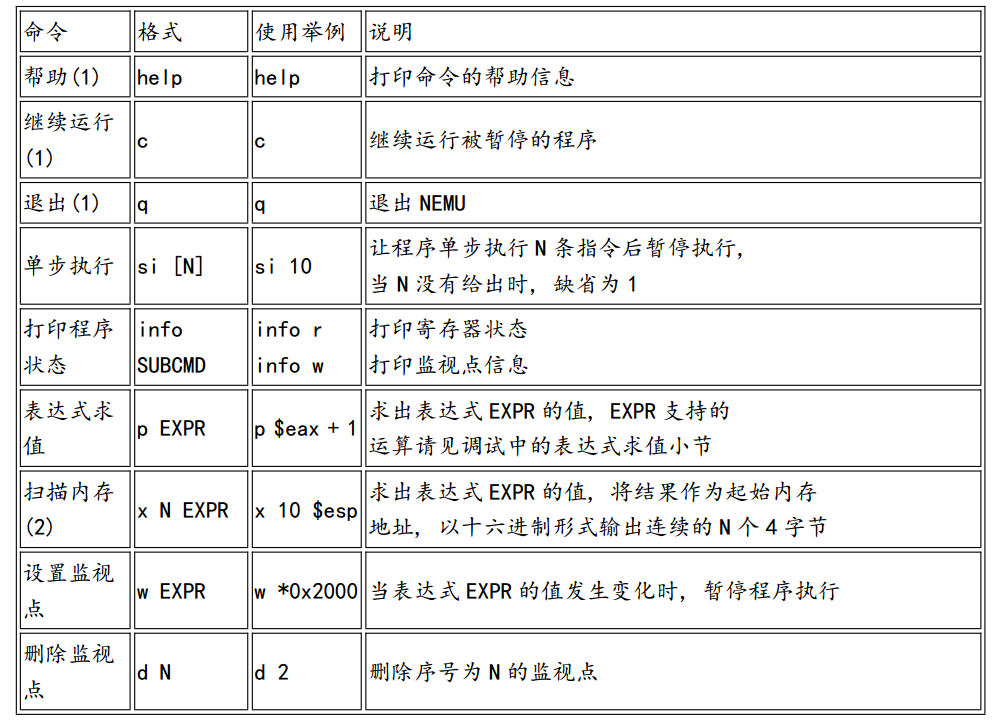 命令 格式 使用举例 说明
帮助(1) help help 打印命令的帮助信息
继续运行
(1)
c
c
继续运行被暂停的程序
退出(1) q q 退出 NEMU
单步执行
si [N]
si 10
让程序单步执行 N 条指令后暂停执行,
当 N 没有给出时, 缺省为 1
打印程序
状态
info
SUBCMD
info r
info w
打印寄存器状态
打印监视点信息
表达式求
值
p EXPR
p $eax + 1
求出表达式 EXPR 的值, EXPR 支持的
运算请见调试中的表达式求值小节
扫描内存
(2)
x N EXPR
x 10 $esp
求出表达式 EXPR 的值, 将结果作为起始内存
地址, 以十六进制形式输出连续的 N 个 4 字节
设置监视
点
w EXPR
w *0x2000
当表达式 EXPR 的值发生变化时, 暂停程序执行
删除监视
点
d N
d 2
删除序号为 N 的监视点